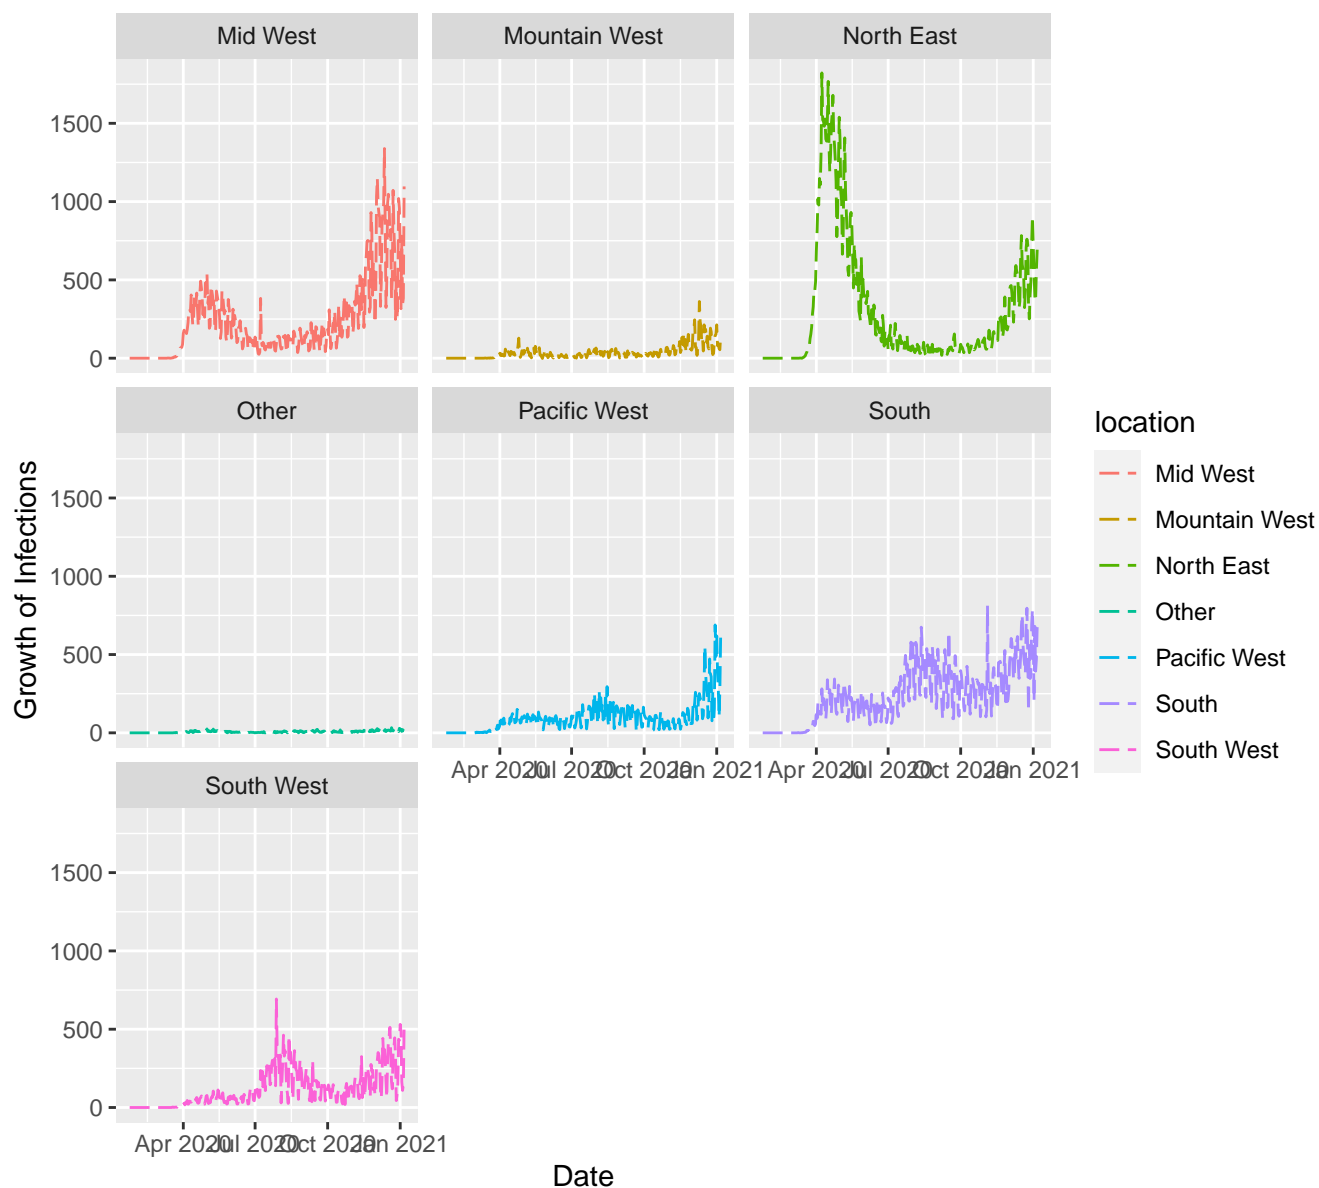 Mid West
Mountain West
North East
1500
1000
500
0
Other
Pacific West
South
1500
1000
500
0
Apr 2020
Jul 2020
Oct 2020
Jan 2021
Apr 2020
Jul 2020
Oct 2020
Jan 2021
South West
1500
1000
500
0
Apr 2020
Jul 2020
Oct 2020
Jan 2021
Date
Growth of Infections
location
Mid West
Mountain West
North East
Other
Pacific West
South
South West